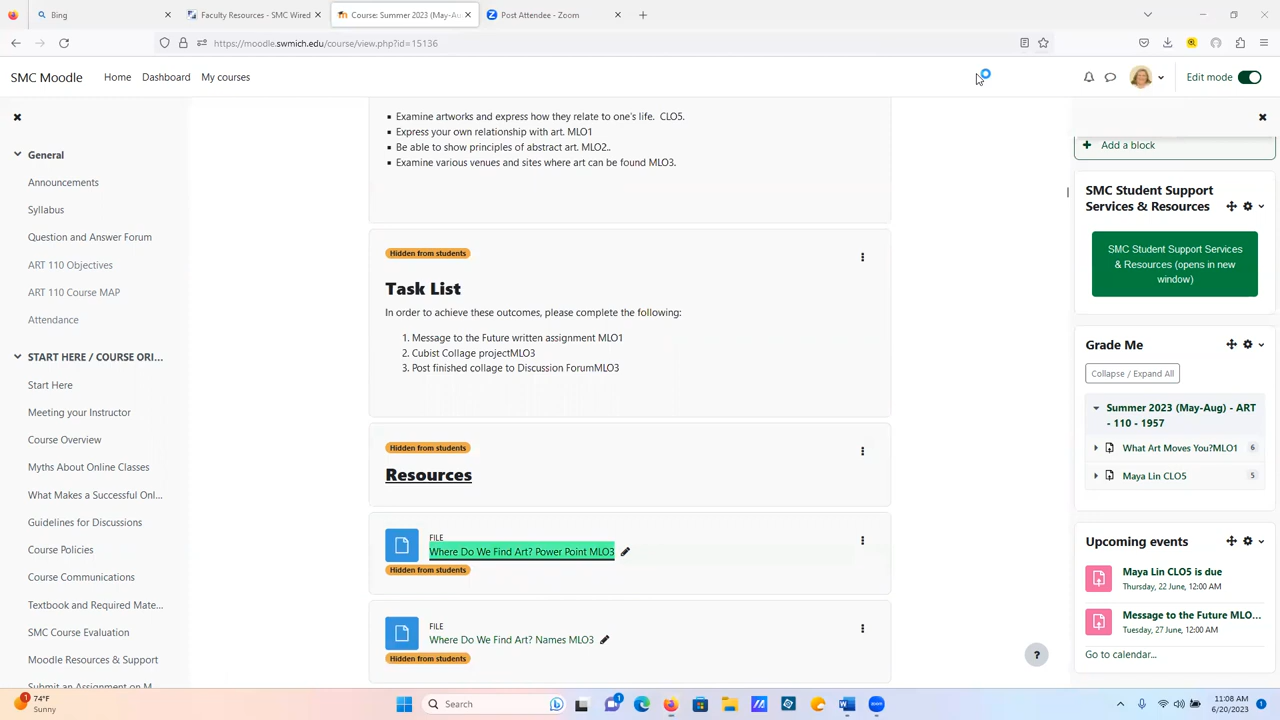 Bing
Faculty Resources - SMC Wired
Course: Summer 2023 (May-Au
Post Attendee - Zoom
https://moodle.swmich.edu/course/view.php?id=15136
SMC Moodle
Home
Dashboard
My courses
Edit mode
General
Announcements
Syllabus
Question and Answer Forum
ART 110 Objectives
ART 110 Course MAP
Attendance
START HERE / COURSE ORI...
Start Here
Meeting your Instructor
Course Overview
Myths About Online Classes
What Makes a Successful Onl...
Guidelines for Discussions
Course Policies
Course Communications
Textbook and Required Mate...
SMC Course Evaluation
Moodle Resources & Support
Submit an Assignment on M
Examine artworks and express how they relate to one's life. CLO5.
Express your own relationship with art. MLO1
Be able to show principles of abstract art. MLO2..
Examine various venues and sites where art can be found MLO3.
Hidden from students
Task List
In order to achieve these outcomes, please complete the following:
1. Message to the Future written assignment MLO1
2. Cubist Collage projectMLO3
3. Post finished collage to Discussion ForumMLO3
Hidden from students
Resources
FILE
Where Do We Find Art? Power Point MLO3
Hidden from students
FILE
Where Do We Find Art? Names MLO3
Hidden from students
Add a block
SMC Student Support
Services & Resources
SMC Student Support Services
& Resources (opens in new
window)
Grade Me
Collapse / Expand All
Summer 2023 (May-Aug) - ART
- 110 - 1957
What Art Moves You?MLO1 6
Maya Lin CLO5 5
Upcoming events
Maya Lin CLO5 is due
Thursday, 22 June, 12:00 AM
Message to the Future MLO...
Tuesday, 27 June, 12:00 AM
Go to calendar...
?
1
74°F
Sunny
Search
1
11:08 AM
6/20/2023